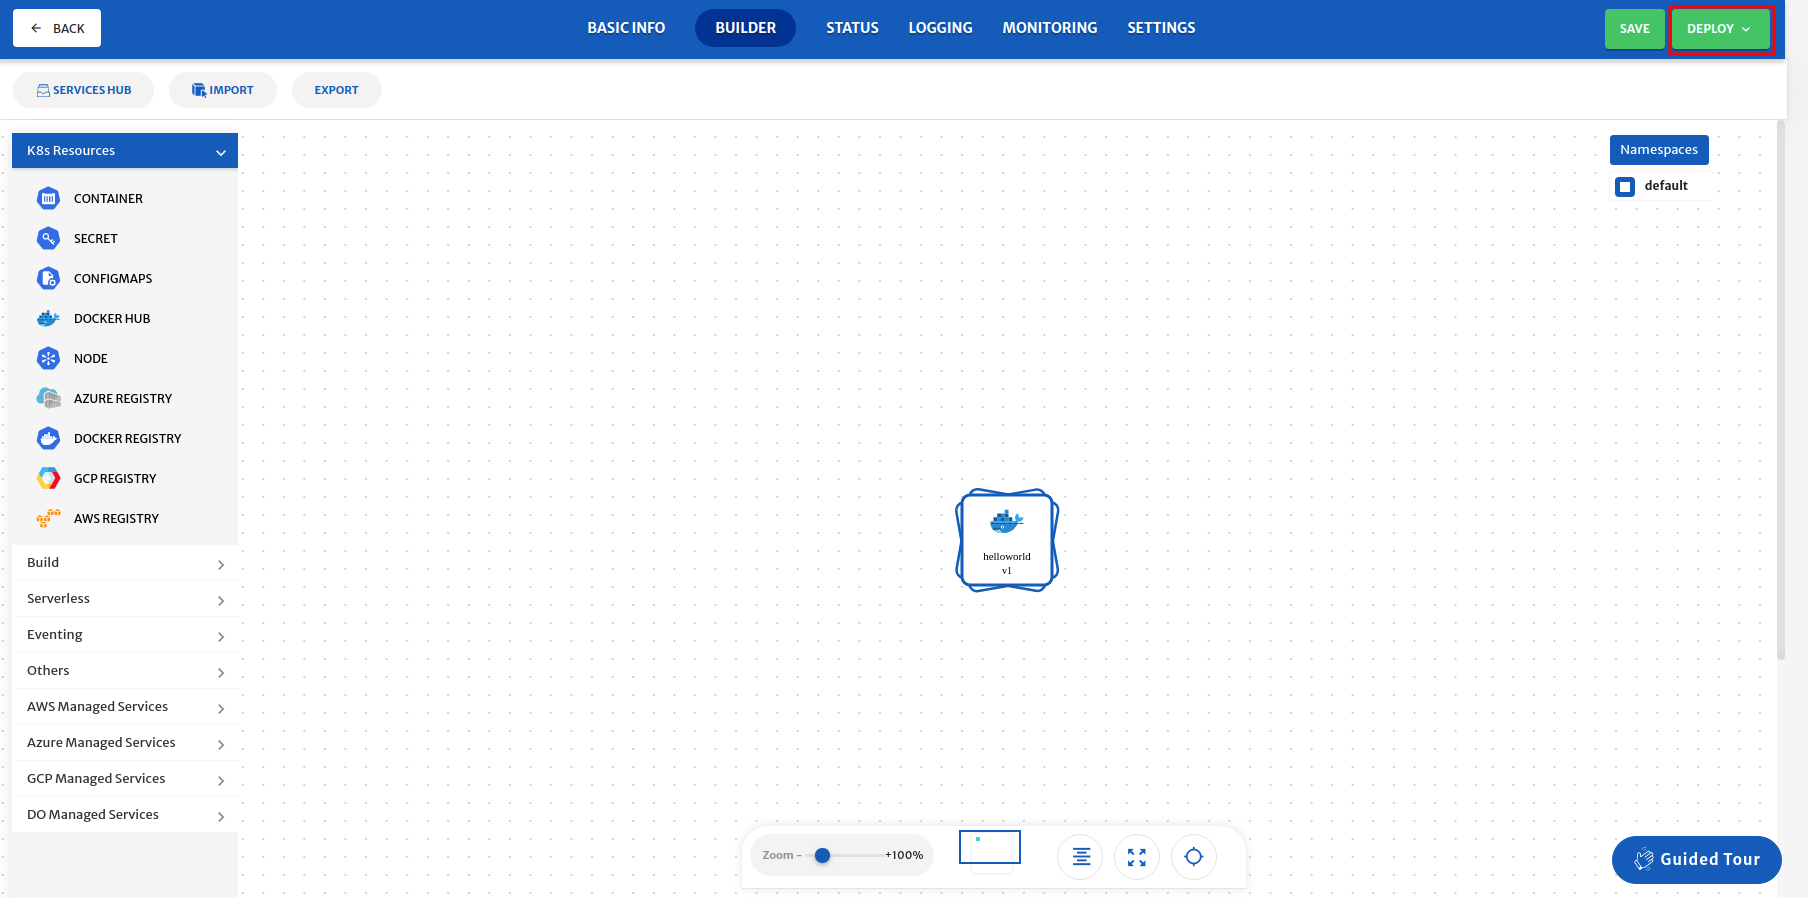 BACK
BASIC INFO
BUILDER
STATUS
LOGGING
MONITORING
SETTINGS
SAVE
DEPLOY
SERVICES HUB
IMPORT
EXPORT
K8s Resources
CONTAINER
SECRET
CONFIGMAPS
DOCKER HUB
NODE
AZURE REGISTRY
DOCKER REGISTRY
GCP REGISTRY
AWS REGISTRY
Build
Serverless
Eventing
Others
AWS Managed Services
Azure Managed Services
GCP Managed Services
DO Managed Services
Namespaces
default
helloworld
v1
Zoom - +100%
Guided Tour